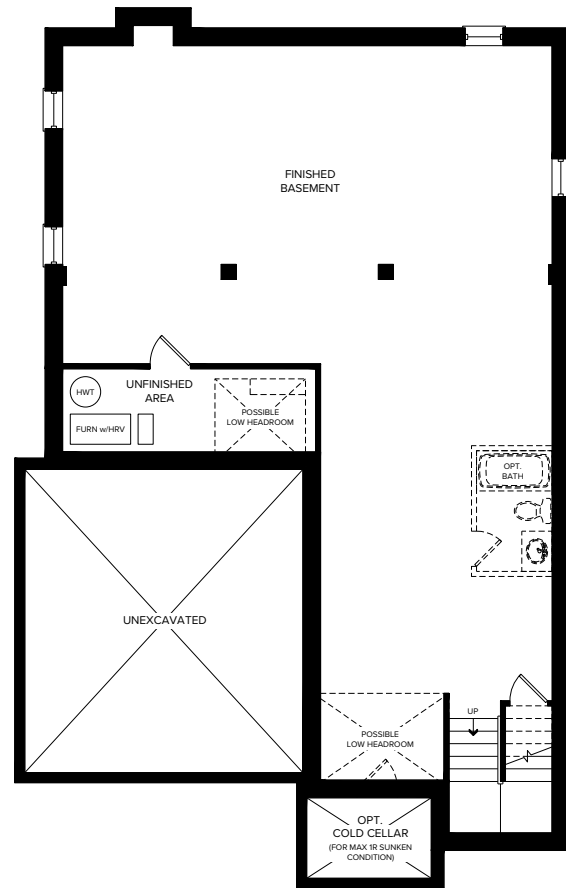 FINISHED
BASEMENT
HWT
UNFINISHED
AREA
FURN w/HRV
POSSIBLE
LOW HEADROOM
OPT.
BATH
UNEXCAVATED
UP
POSSIBLE
LOW HEADROOM
OPT.
COLD CELLAR
(FOR MAX 1R SUNKEN
CONDITION)